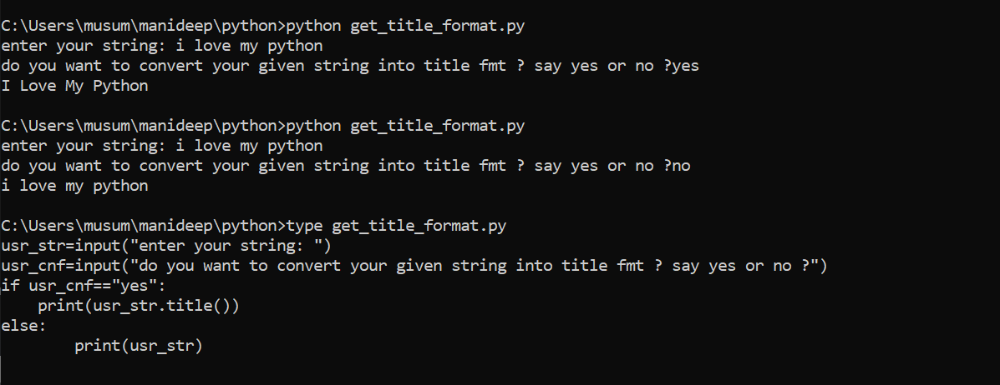 C:\Users\musum\manideep\python>python get_title_format.py
enter your string: i love my python
do you want to convert your given string into title fmt ? say yes or no ?yes
I Love My Python
C:\Users\musum\manideep\python>python get_title_format.py
enter your string: i love my python
do you want to convert your given string into title fmt ? say yes or no ?no
i love my python
C:\Users\musum\manideep\python>type get_title_format.py
usr_str=input("enter your string: ")
usr_cnf=input("do you want to convert your given string into title fmt ? say yes or no ?")
if usr_cnf=="yes":
    print(usr_str.title())
else:
        print(usr_str)